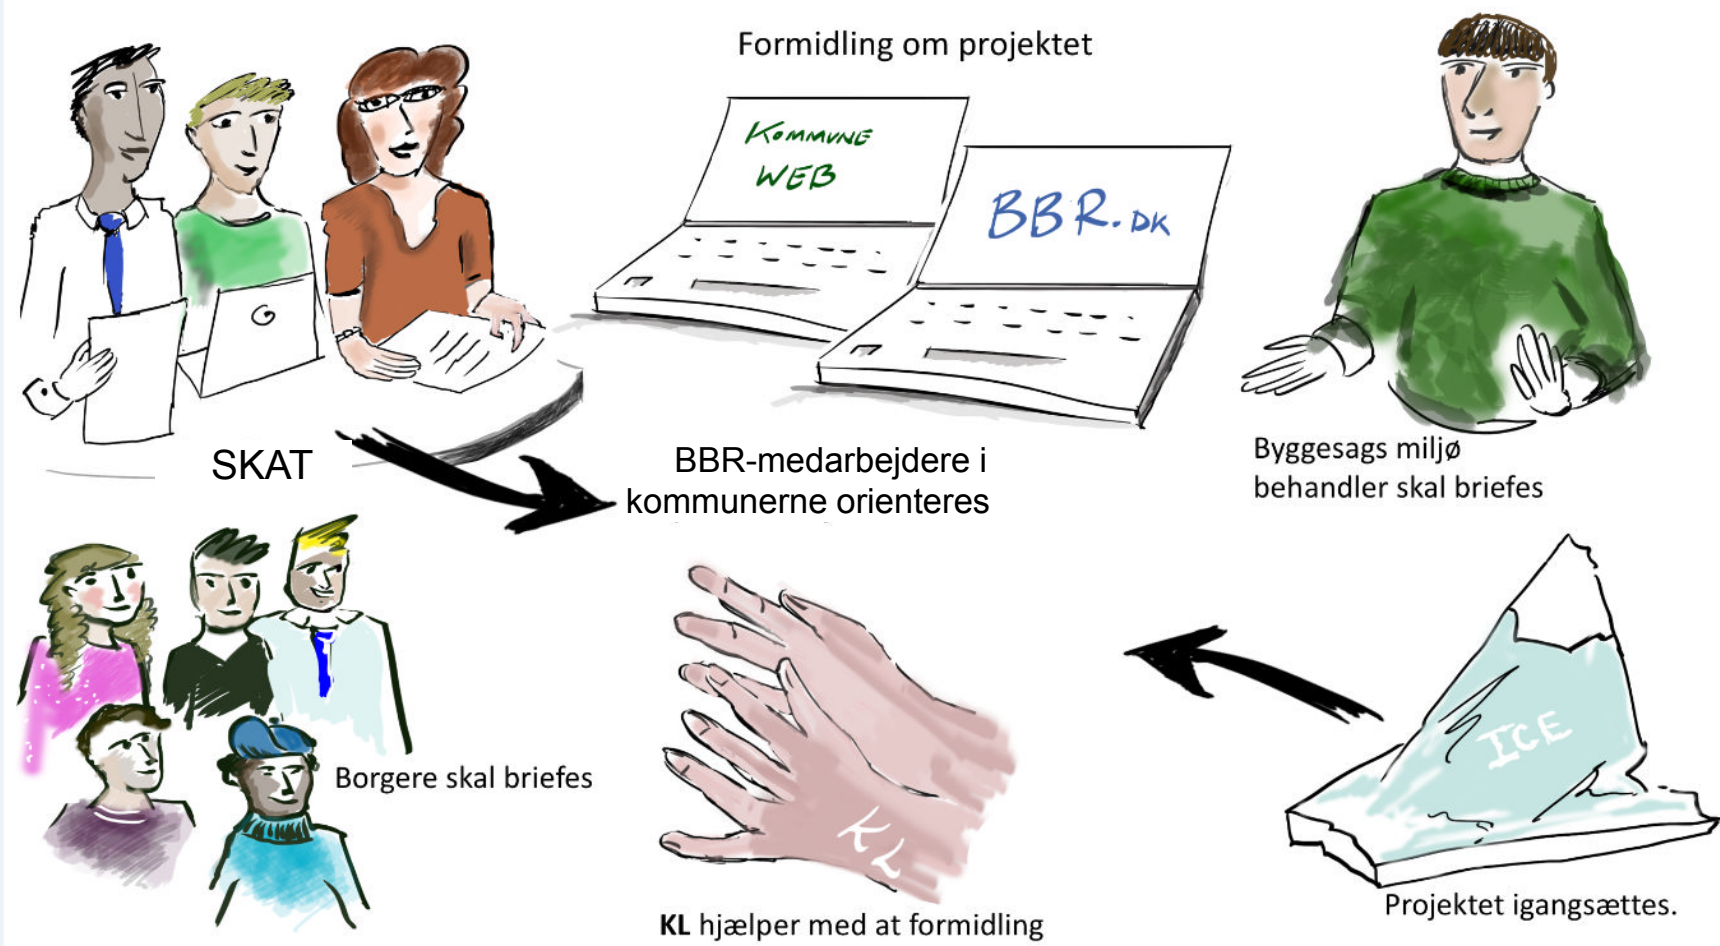 Formidling om projektet
KOMMUNE
WEB
BBR.DK
SKAT
BBR-medarbejdere i
kommunerne orienteres
Byggesags miljø
behandler skal briefes
Borgere skal briefes
KL
KL hjælper med at formidling
ICE
Projektet igangsættes.